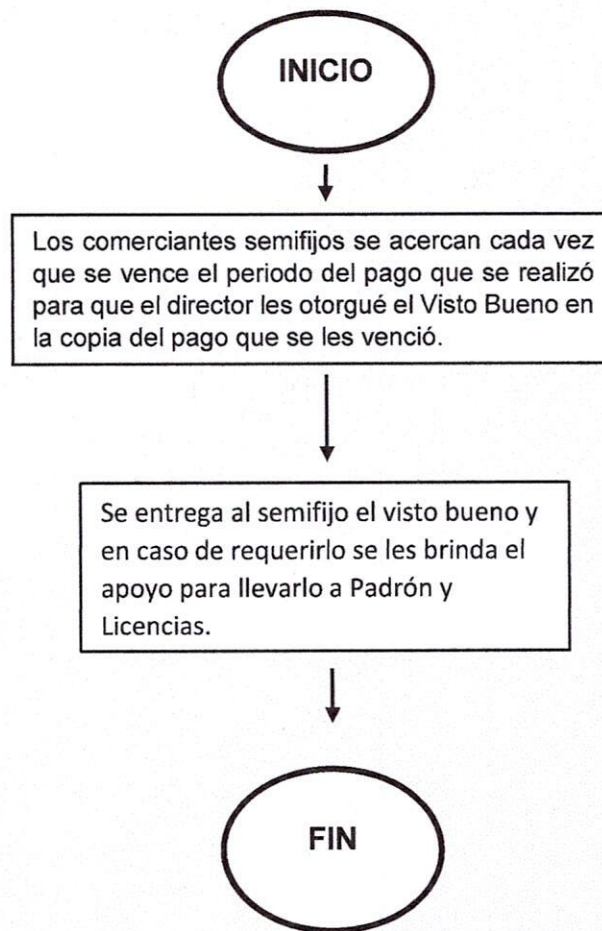 INICIO
Los comerciantes semifijos se acercan cada vez
que se vence el periodo del pago que se realizó
para que el director les otorgué el Visto Bueno en
la copia del pago que se les venció.
Se entrega al semifijo el visto bueno y
en caso de requerirlo se les brinda el
apoyo para llevarlo a Padrón y
Licencias.
FIN